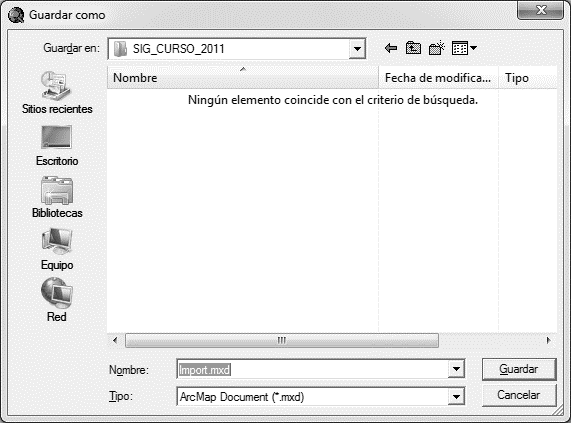 Guardar como
Guardar en: SIG_CURSO_2011
Nombre Fecha de modifica... Tipo
Ningún elemento coincide con el criterio de búsqueda.
Sitios recientes
Escritorio
Bibliotecas
Equipo
Red
Nombre: Import.mxd Guardar
Tipo: ArcMap Document (*.mxd) Cancelar